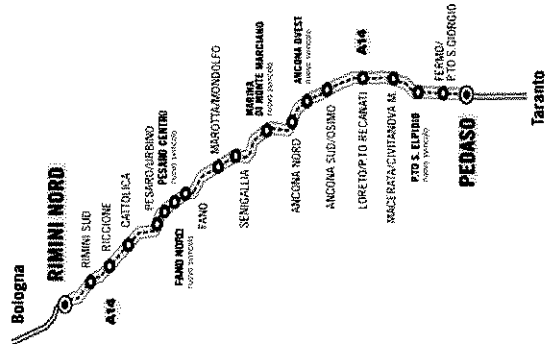 Bologna
RIMINI NORD
RIMINI SUD
RICCIONE
A14
CATTOLICA
PESARO/URBINO
PESARO CENTRO
nuovo svincolo
FANO NORD
nuovo svincolo
FANO
MAROTTA/MONDOLFO
SENIGALLIA
MARINA
DI MONTE MARCIANO
nuovo svincolo
ANCONA NORD
ANCONA OVEST
nuovo svincolo
ANCONA SUD/OSIMO
A14
LORETO/P.TO RECANATI
MACERATA/CIVITANOVA M.
P.TO S. ELPIDIO
nuovo svincolo
FERMO/
P.TO S. GIORGIO
PEDASO
Taranto